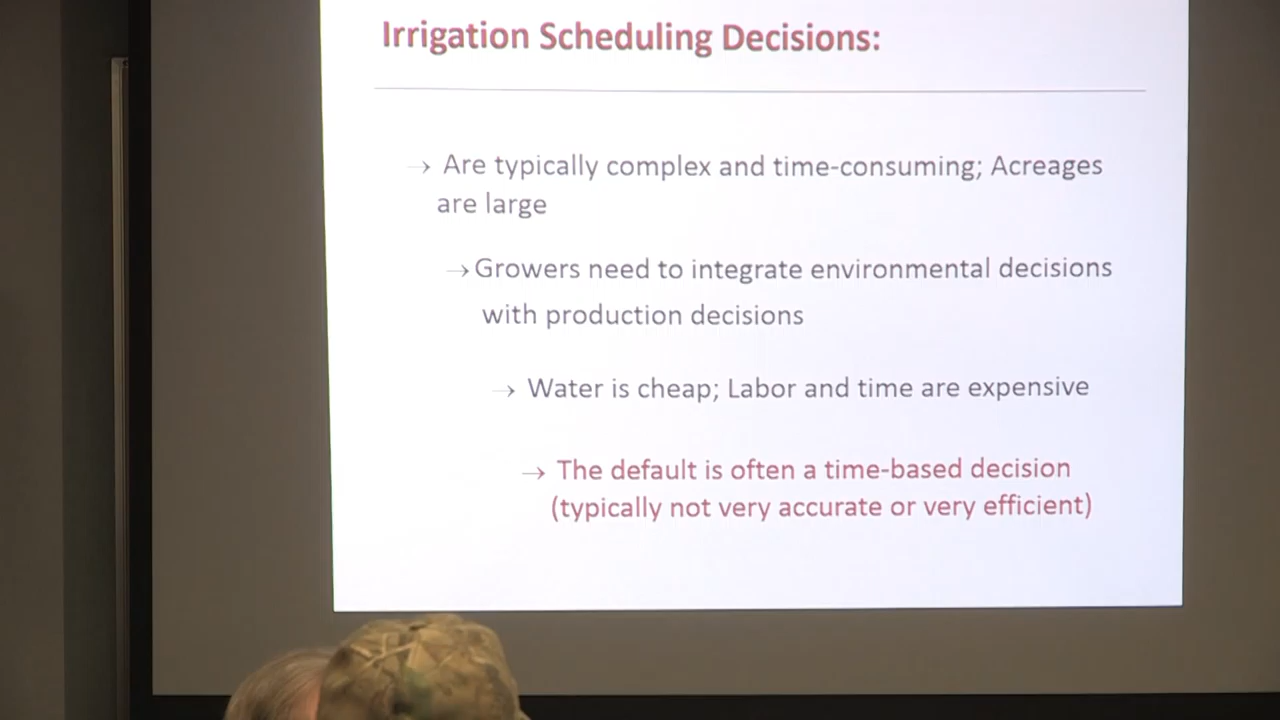 Irrigation Scheduling Decisions:
→ Are typically complex and time-consuming; Acreages
are large
→ Growers need to integrate environmental decisions
with production decisions
→ Water is cheap; Labor and time are expensive
→ The default is often a time-based decision
(typically not very accurate or very efficient)